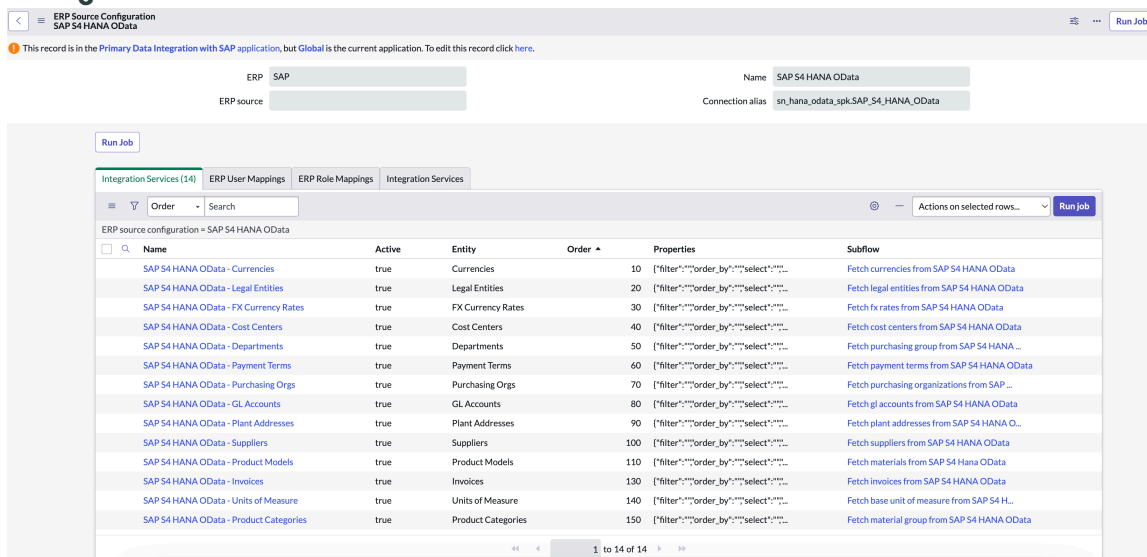 ERP Source Configuration
SAP S4 HANA OData
Run Job
This record is in the Primary Data Integration with SAP application, but Global is the current application. To edit this record click here.
ERP SAP Name SAP S4 HANA OData
ERP source Connection alias sn_hana_odata_spk.SAP_S4_HANA_OData
Run Job
Integration Services (14) ERP User Mappings ERP Role Mappings Integration Services
Order Search Actions on selected rows... Run job
ERP source configuration = SAP S4 HANA OData
Name Active Entity Order Properties Subflow
SAP S4 HANA OData - Currencies true Currencies 10 {"filter":"","order_by":"","select":"",... Fetch currencies from SAP S4 HANA OData
SAP S4 HANA OData - Legal Entities true Legal Entities 20 {"filter":"","order_by":"","select":"",... Fetch legal entities from SAP S4 HANA OData
SAP S4 HANA OData - FX Currency Rates true FX Currency Rates 30 {"filter":"","order_by":"","select":"",... Fetch fx rates from SAP S4 HANA OData
SAP S4 HANA OData - Cost Centers true Cost Centers 40 {"filter":"","order_by":"","select":"",... Fetch cost centers from SAP S4 HANA OData
SAP S4 HANA OData - Departments true Departments 50 {"filter":"","order_by":"","select":"",... Fetch purchasing group from SAP S4 HANA ...
SAP S4 HANA OData - Payment Terms true Payment Terms 60 {"filter":"","order_by":"","select":"",... Fetch payment terms from SAP S4 HANA OData
SAP S4 HANA OData - Purchasing Orgs true Purchasing Orgs 70 {"filter":"","order_by":"","select":"",... Fetch purchasing organizations from SAP ...
SAP S4 HANA OData - GL Accounts true GL Accounts 80 {"filter":"","order_by":"","select":"",... Fetch gl accounts from SAP S4 HANA OData
SAP S4 HANA OData - Plant Addresses true Plant Addresses 90 {"filter":"","order_by":"","select":"",... Fetch plant addresses from SAP S4 HANA O...
SAP S4 HANA OData - Suppliers true Suppliers 100 {"filter":"","order_by":"","select":"",... Fetch suppliers from SAP S4 HANA OData
SAP S4 HANA OData - Product Models true Product Models 110 {"filter":"","order_by":"","select":"",... Fetch materials from SAP S4 Hana OData
SAP S4 HANA OData - Invoices true Invoices 130 {"filter":"","order_by":"","select":"",... Fetch invoices from SAP S4 HANA OData
SAP S4 HANA OData - Units of Measure true Units of Measure 140 {"filter":"","order_by":"","select":"",... Fetch base unit of measure from SAP S4 H...
SAP S4 HANA OData - Product Categories true Product Categories 150 {"filter":"","order_by":"","select":"",... Fetch material group from SAP S4 HANA OData
1 to 14 of 14